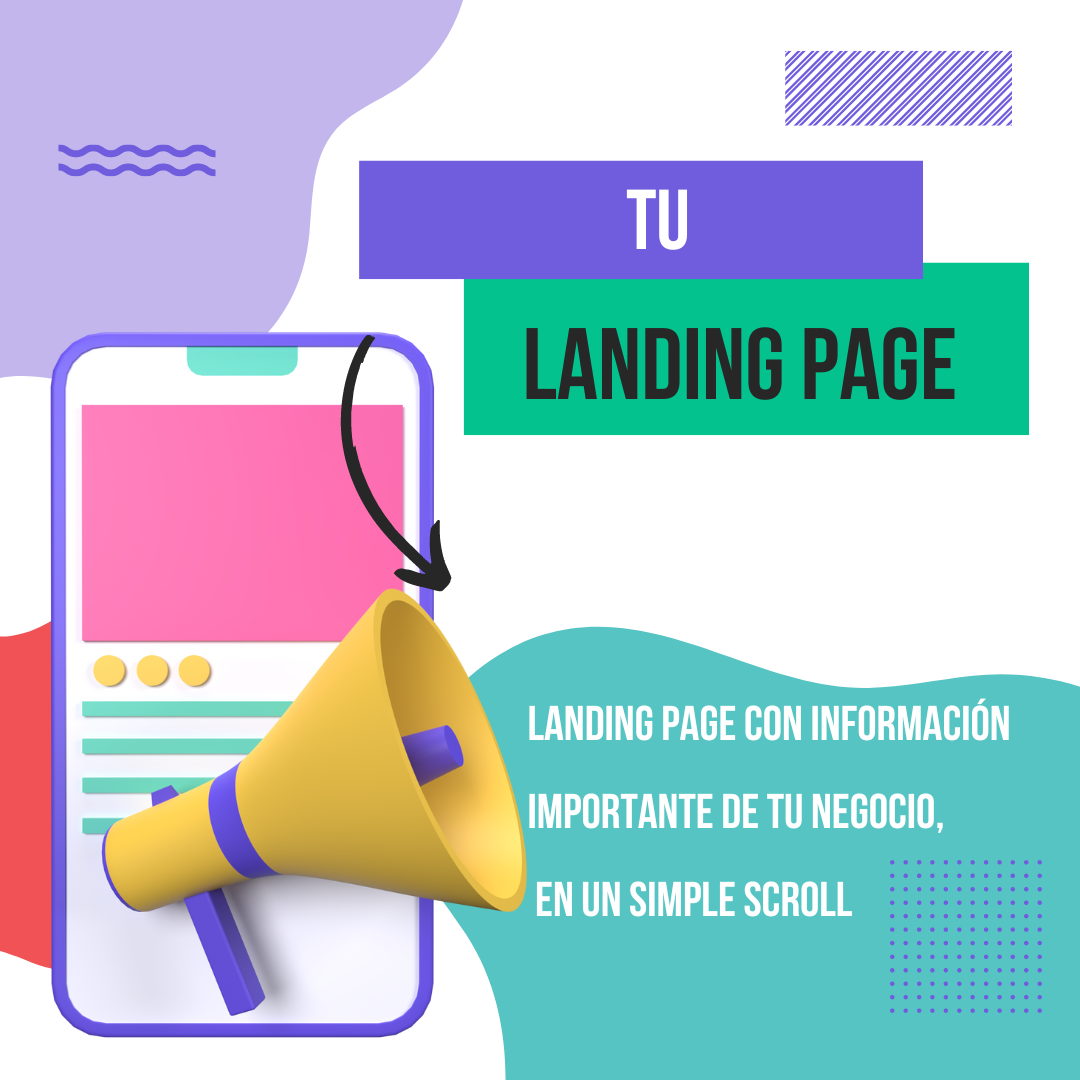 TU
LANDING PAGE
LANDING PAGE CON INFORMACIÓN
IMPORTANTE DE TU NEGOCIO,
EN UN SIMPLE SCROLL